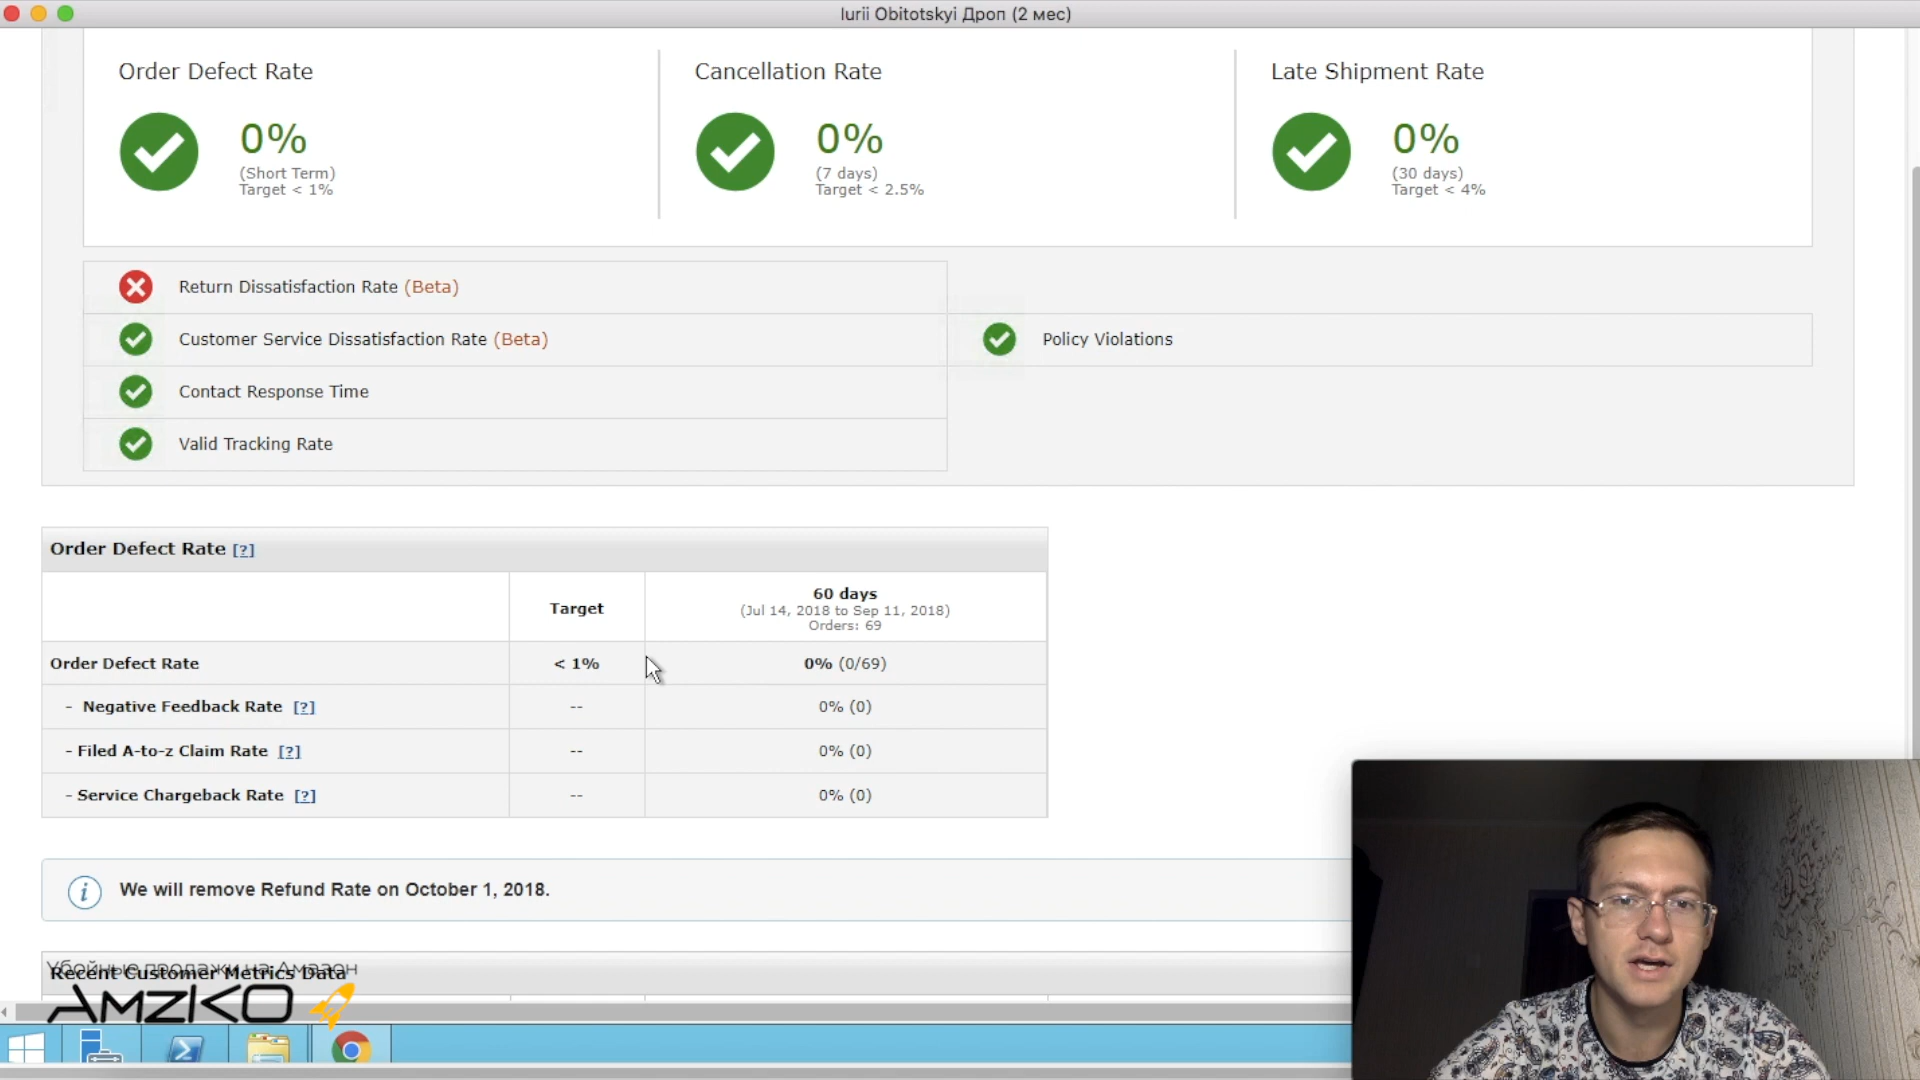 Iurii Obitotskyi Дроп (2 мес)
Order Defect Rate
0%
(Short Term)
Target < 1%
Cancellation Rate
0%
(7 days)
Target < 2.5%
Late Shipment Rate
0%
(30 days)
Target < 4%
Return Dissatisfaction Rate (Beta)
Customer Service Dissatisfaction Rate (Beta)
Policy Violations
Contact Response Time
Valid Tracking Rate
Order Defect Rate [?]
Target
60 days
(Jul 14, 2018 to Sep 11, 2018)
Orders: 69
Order Defect Rate < 1% 0% (0/69)
- Negative Feedback Rate [?] -- 0% (0)
- Filed A-to-z Claim Rate [?] -- 0% (0)
- Service Chargeback Rate [?] -- 0% (0)
We will remove Refund Rate on October 1, 2018.
Убойные продажи на Амазон
Recent Customer Metrics Data
AMZIKO